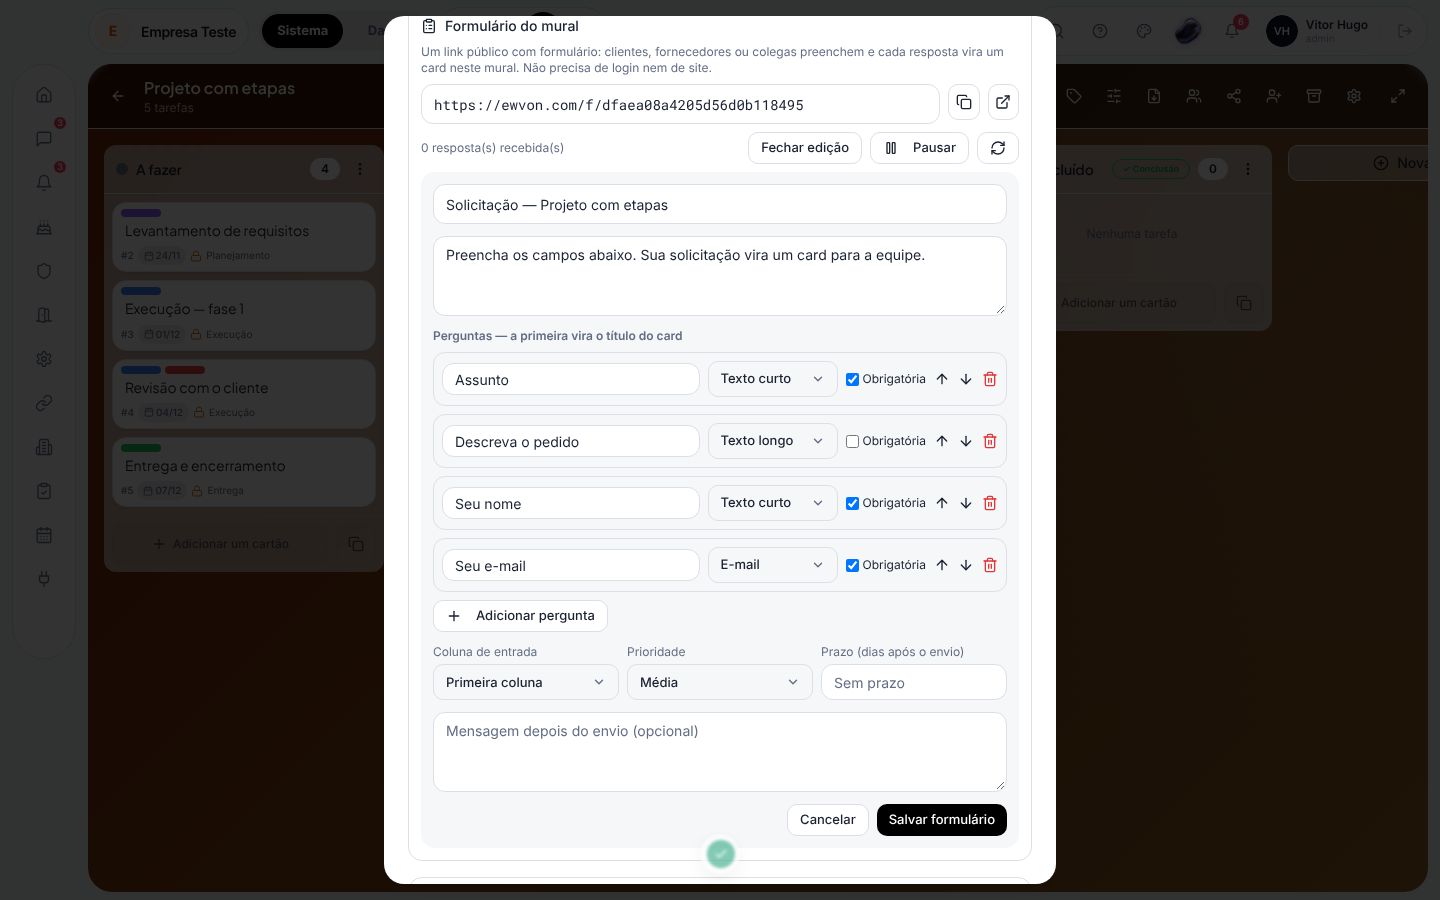 E
Empresa Teste
Sistema
6
VH
Vitor Hugo
admin
Formulário do mural
Um link público com formulário: clientes, fornecedores ou colegas preenchem e cada resposta vira um
card neste mural. Não precisa de login nem de site.
https://ewvon.com/f/dfaea08a4205d56d0b118495
0 resposta(s) recebida(s)
Fechar edição
Pausar
Solicitação — Projeto com etapas
Preencha os campos abaixo. Sua solicitação vira um card para a equipe.
Perguntas — a primeira vira o título do card
Assunto
Texto curto
Obrigatória
Descreva o pedido
Texto longo
Obrigatória
Seu nome
Texto curto
Obrigatória
Seu e-mail
E-mail
Obrigatória
Adicionar pergunta
Coluna de entrada
Prioridade
Prazo (dias após o envio)
Primeira coluna
Média
Sem prazo
Mensagem depois do envio (opcional)
Cancelar
Salvar formulário
3
3
Projeto com etapas
5 tarefas
A fazer
4
Levantamento de requisitos
#2
24/11
Planejamento
Execução — fase 1
#3
01/12
Execução
Revisão com o cliente
#4
04/12
Execução
Entrega e encerramento
#5
07/12
Entrega
Adicionar um cartão
cluído
Conclusão
0
Nenhuma tarefa
Adicionar um cartão
Nova